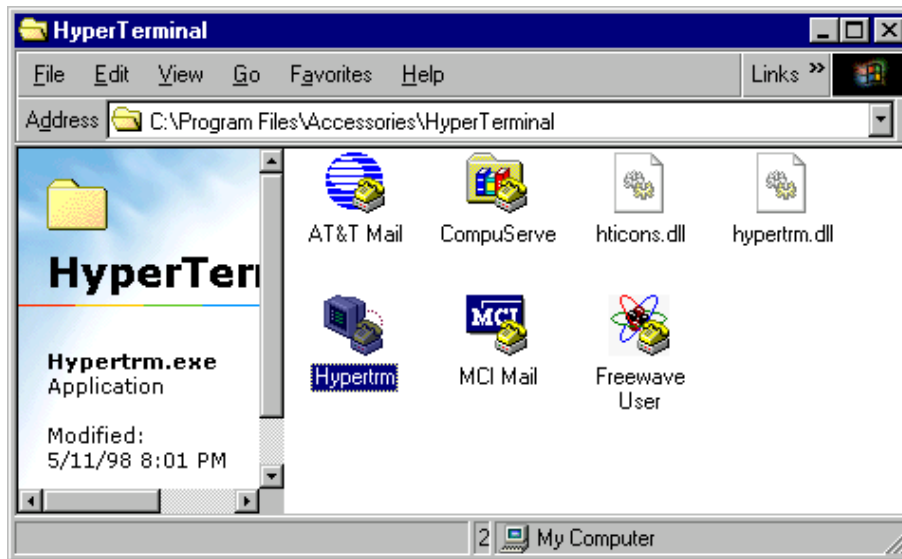 HyperTerminal
File Edit View Go Favorites Help Links »
Address C:\Program Files\Accessories\HyperTerminal
AT&T Mail CompuServe hticons.dll hypertrm.dll
HyperTer
MCI
Hypertrm MCI Mail Freewave
User
Hypertrm.exe
Application
Modified:
5/11/98 8:01 PM
2 My Computer